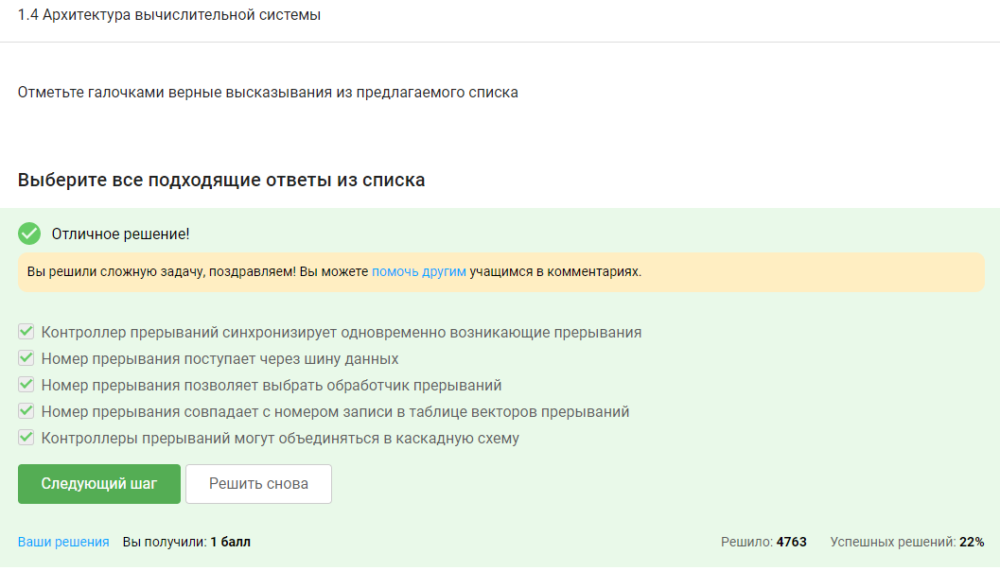 1.4 Архитектура вычислительной системы
Отметьте галочками верные высказывания из предлагаемого списка
Выберите все подходящие ответы из списка
Отличное решение!
Вы решили сложную задачу, поздравляем! Вы можете помочь другим учащимся в комментариях.
Контроллер прерываний синхронизирует одновременно возникающие прерывания
Номер прерывания поступает через шину данных
Номер прерывания позволяет выбрать обработчик прерываний
Номер прерывания совпадает с номером записи в таблице векторов прерываний
Контроллеры прерываний могут объединяться в каскадную схему
Следующий шаг Решить снова
Ваши решения Вы получили: 1 балл Решило: 4763 Успешных решений: 22%